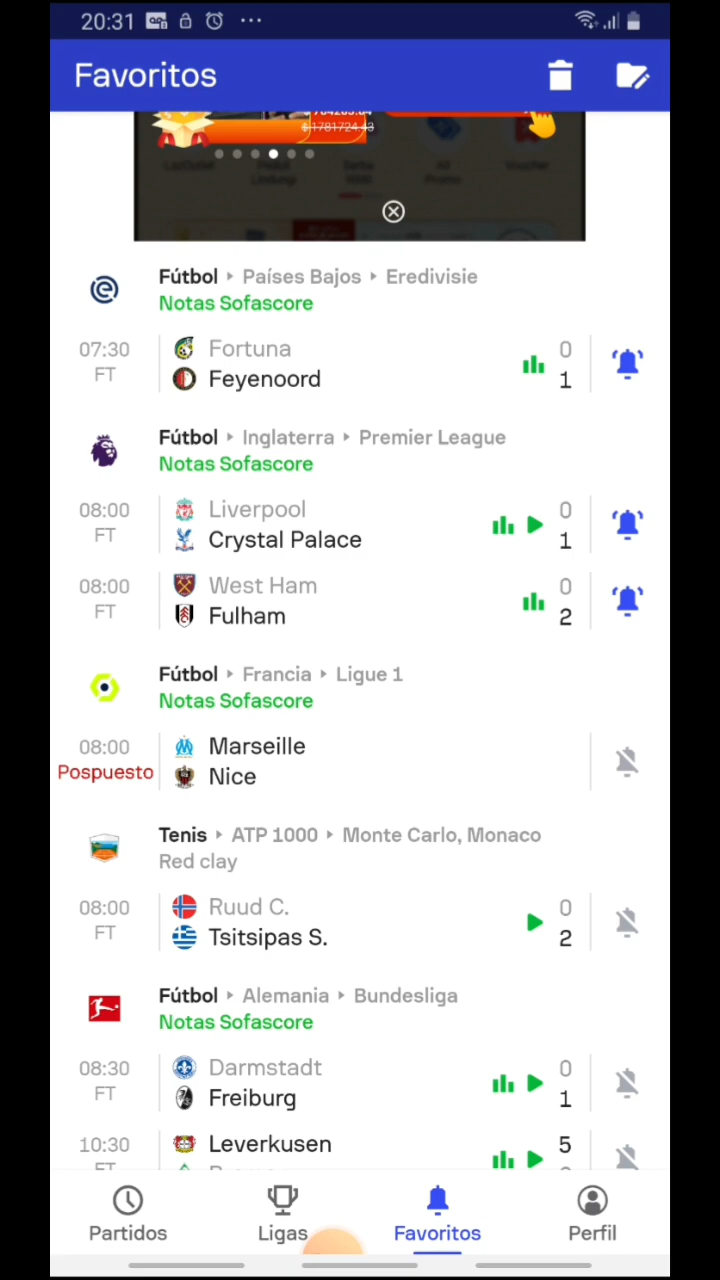 20:31
Favoritos
$ 1781724.43
Fútbol Países Bajos Eredivisie
Notas Sofascore
07:30 Fortuna 0
FT Feyenoord 1
Fútbol Inglaterra Premier League
Notas Sofascore
08:00 Liverpool 0
FT Crystal Palace 1
08:00 West Ham 0
FT Fulham 2
Fútbol Francia Ligue 1
Notas Sofascore
08:00 Marseille
Pospuesto Nice
Tenis ATP 1000 Monte Carlo, Monaco
Red clay
08:00 Ruud C. 0
FT Tsitsipas S. 2
Fútbol Alemania Bundesliga
Notas Sofascore
08:30 Darmstadt 0
FT Freiburg 1
10:30 Leverkusen 5
FT
Partidos Ligas Favoritos Perfil